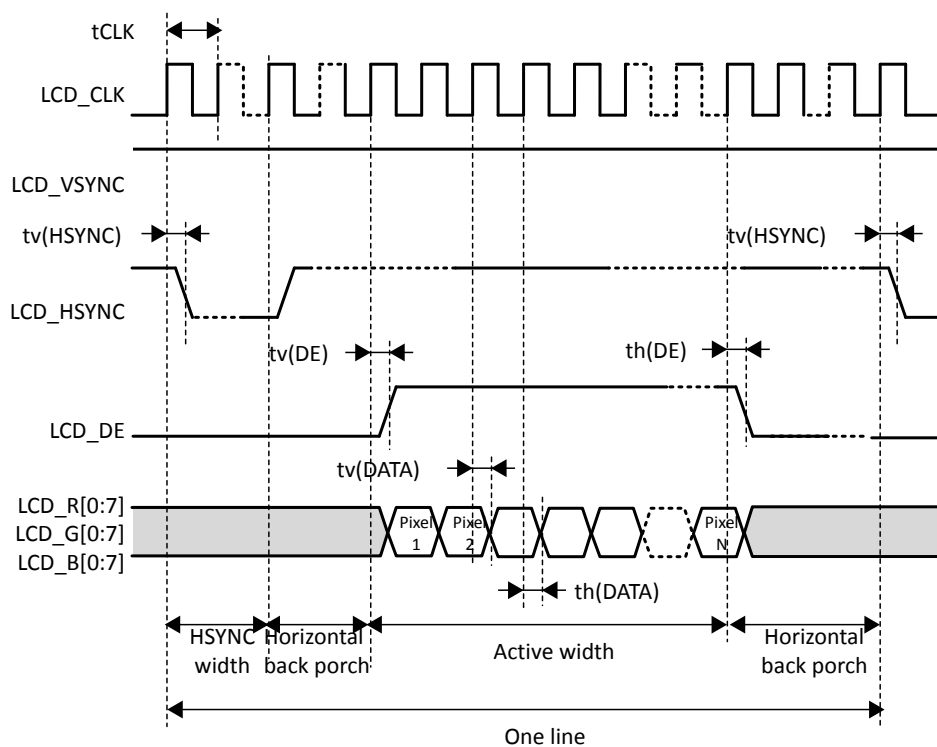 tCLK
LCD_CLK
LCD_VSYNC
tv(HSYNC)
tv(HSYNC)
LCD_HSYNC
tv(DE)
th(DE)
LCD_DE
tv(DATA)
LCD_R[0:7]
LCD_G[0:7]
LCD_B[0:7]
Pixel
1
Pixel
2
Pixel
N
th(DATA)
HSYNC
width
Horizontal
back porch
Active width
Horizontal
back porch
One line